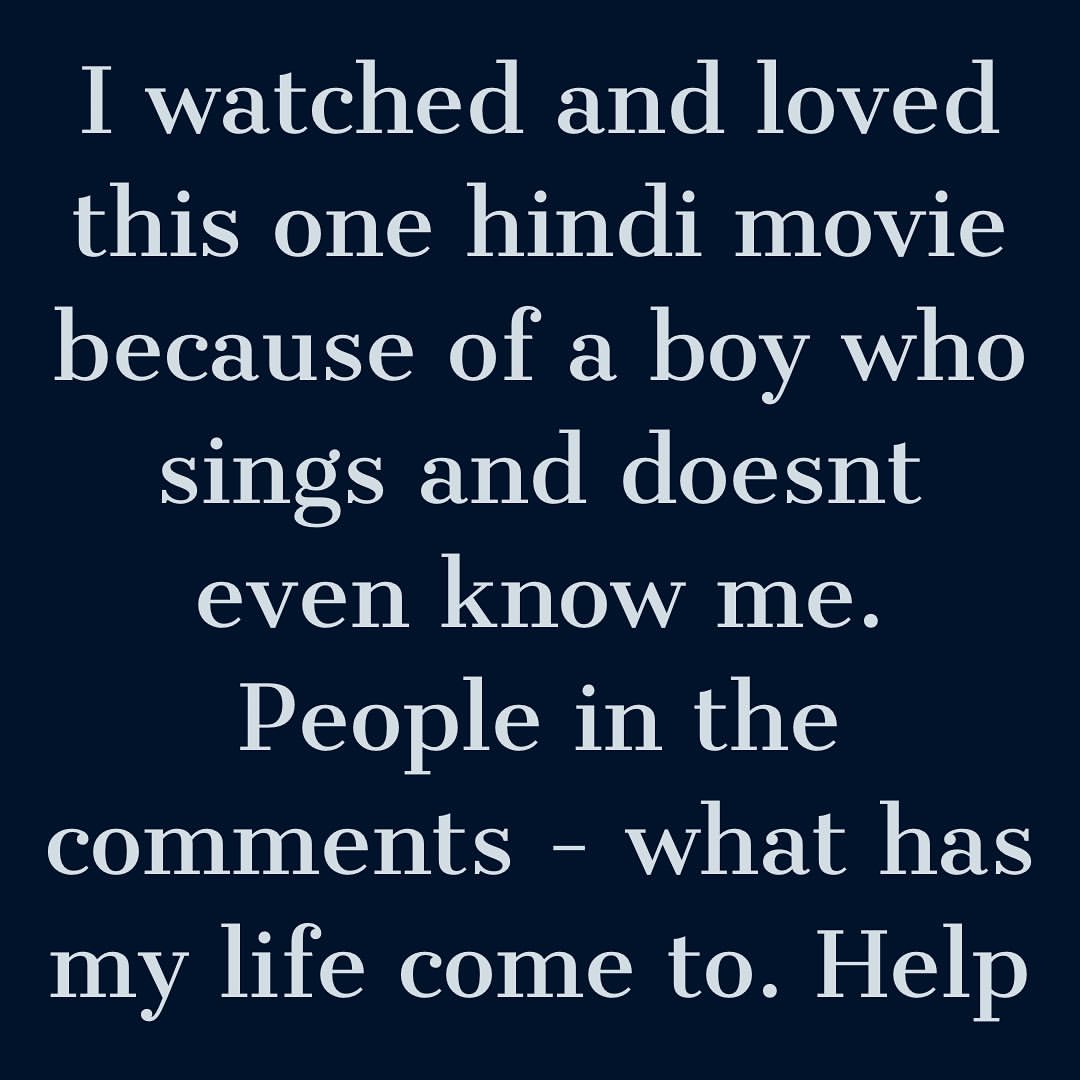 I watched and loved
this one hindi movie
because of a boy who
sings and doesnt
even know me.
People in the
comments - what has
my life come to. Help